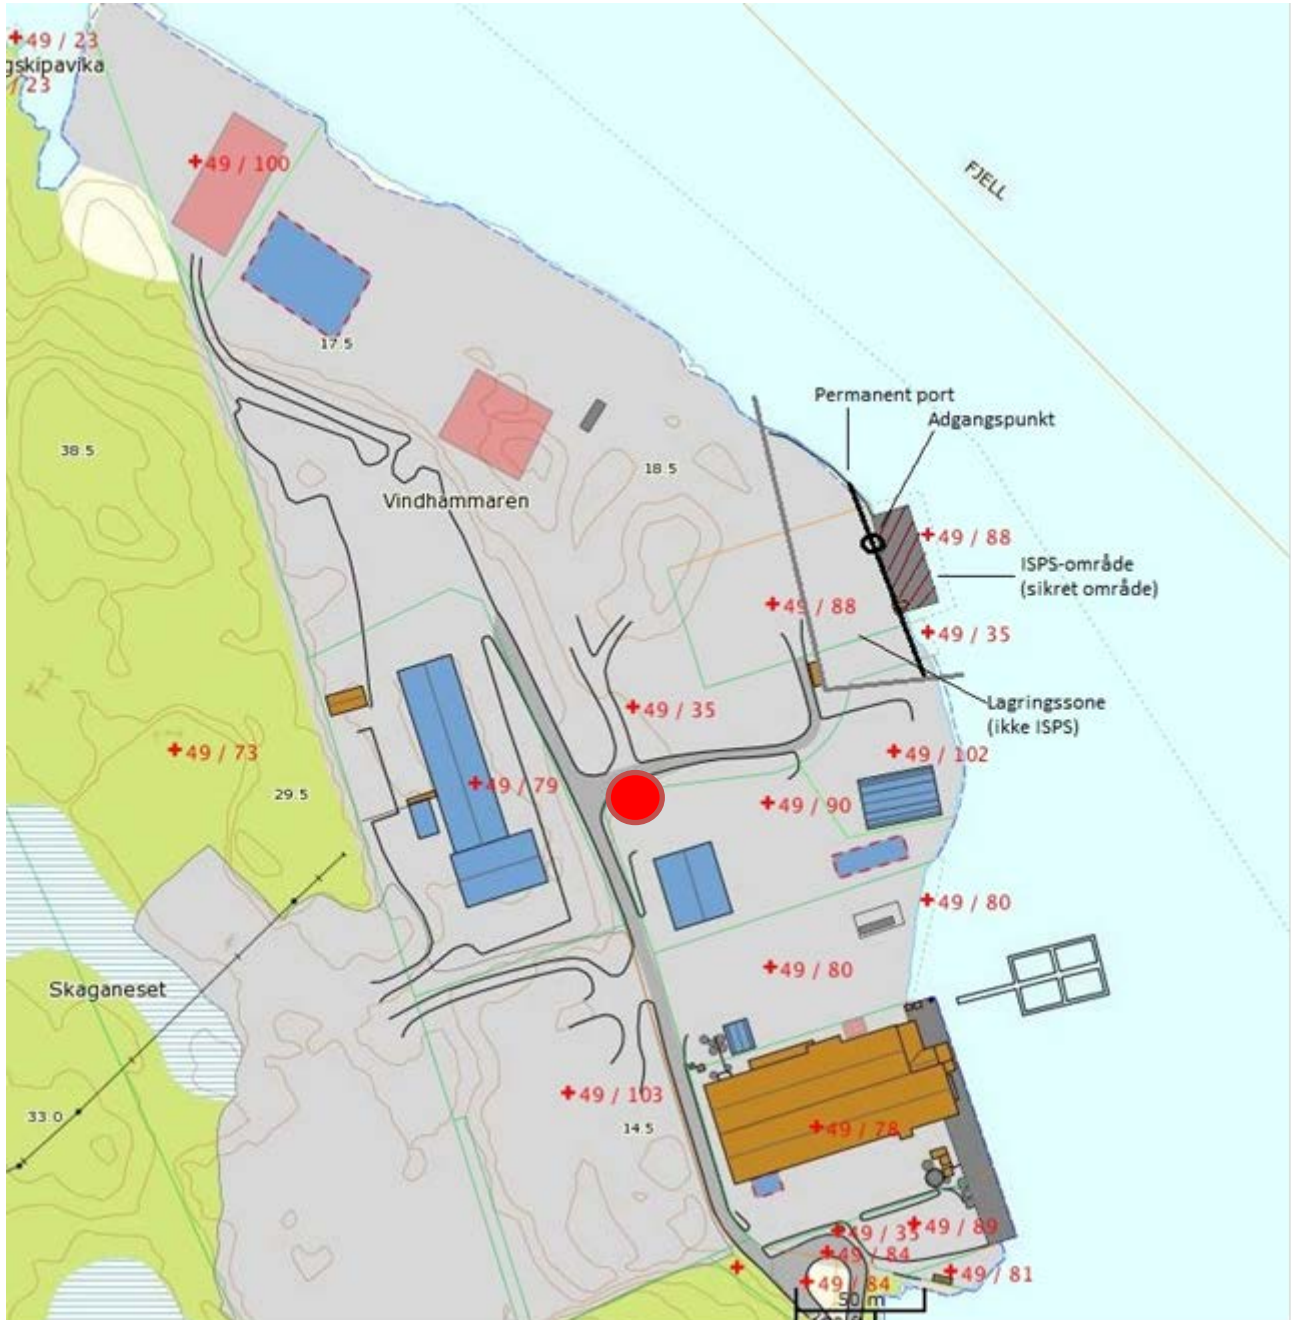 49 / 23
gskipavika
/ 23
49 / 100
FJELL
17.5
Permanent port
Adgangspunkt
38.5
18.5
Vindhammaren
49 / 88
ISPS-område
(sikret område)
49 / 88
49 / 35
49 / 35
Lagringssone
(ikke ISPS)
49 / 73
49 / 102
49 / 79
29.5
49 / 90
49 / 80
49 / 80
Skaganeset
49 / 103
33.0
14.5
49 / 78
49 / 35
49 / 89
49 / 84
49 / 81
49 / 84
50 m